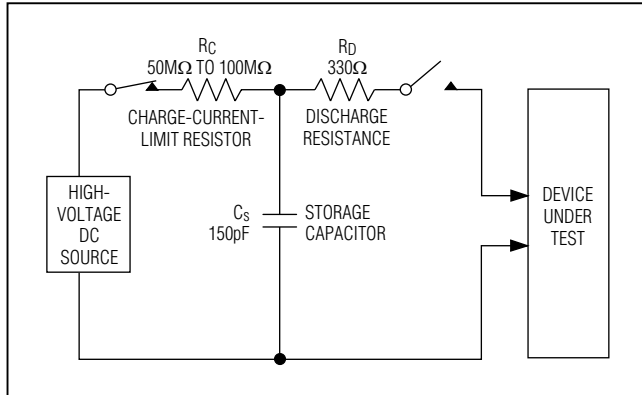 RC
50MΩ TO 100MΩ
CHARGE-CURRENT-
LIMIT RESISTOR
RD
330Ω
DISCHARGE
RESISTANCE
HIGH-
VOLTAGE
DC
SOURCE
CS
150pF
STORAGE
CAPACITOR
DEVICE
UNDER
TEST